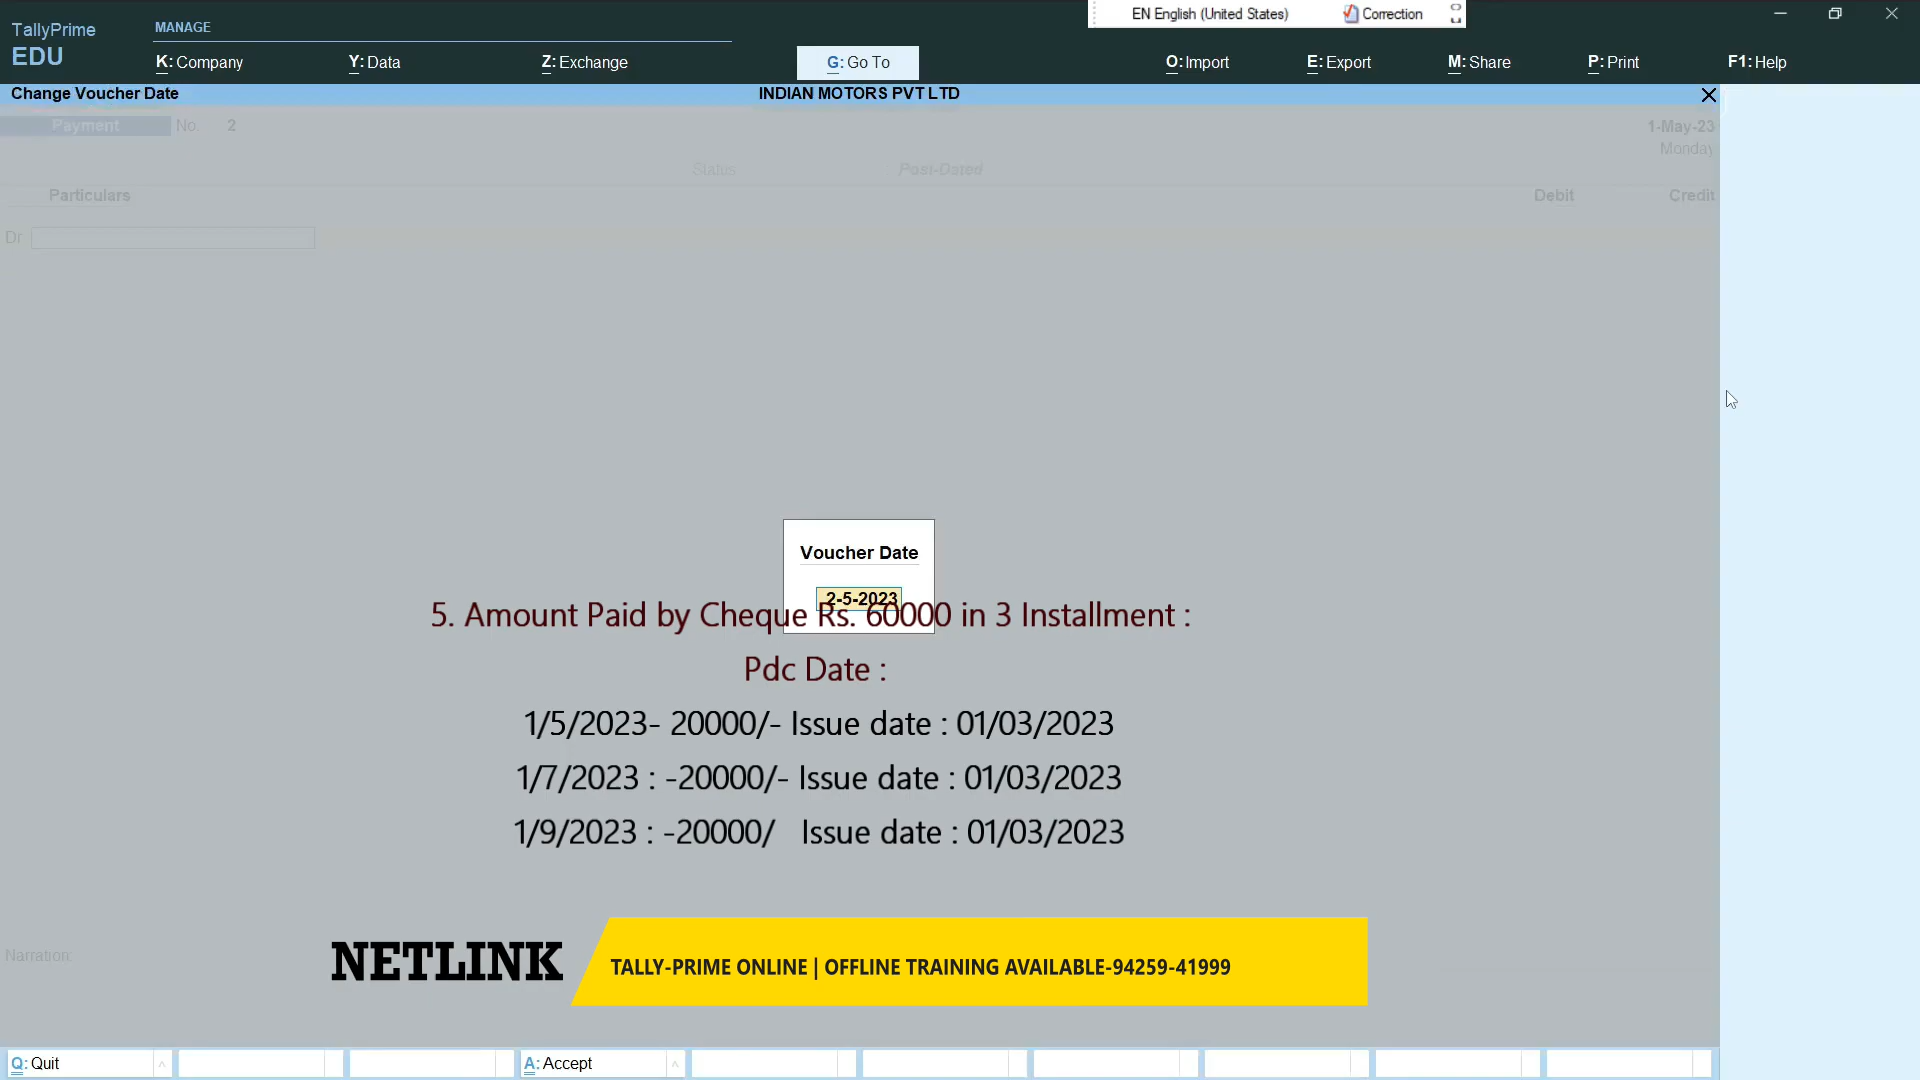 EN English (United States) Correction
TallyPrime
EDU
MANAGE
K: Company Y: Data Z: Exchange G: Go To O: Import E: Export M: Share P: Print F1: Help
Change Voucher Date INDIAN MOTORS PVT LTD
Payment No. 2 1-May-23
Monday
Status Post-Dated
Particulars Debit Credit
Dr
Voucher Date
2-5-2023
5. Amount Paid by Cheque Rs. 60000 in 3 Installment :
Pdc Date :
1/5/2023- 20000/- Issue date : 01/03/2023
1/7/2023 : -20000/- Issue date : 01/03/2023
1/9/2023 : -20000/ Issue date : 01/03/2023
Narration:
NETLINK TALLY-PRIME ONLINE | OFFLINE TRAINING AVAILABLE-94259-41999
Q: Quit A: Accept